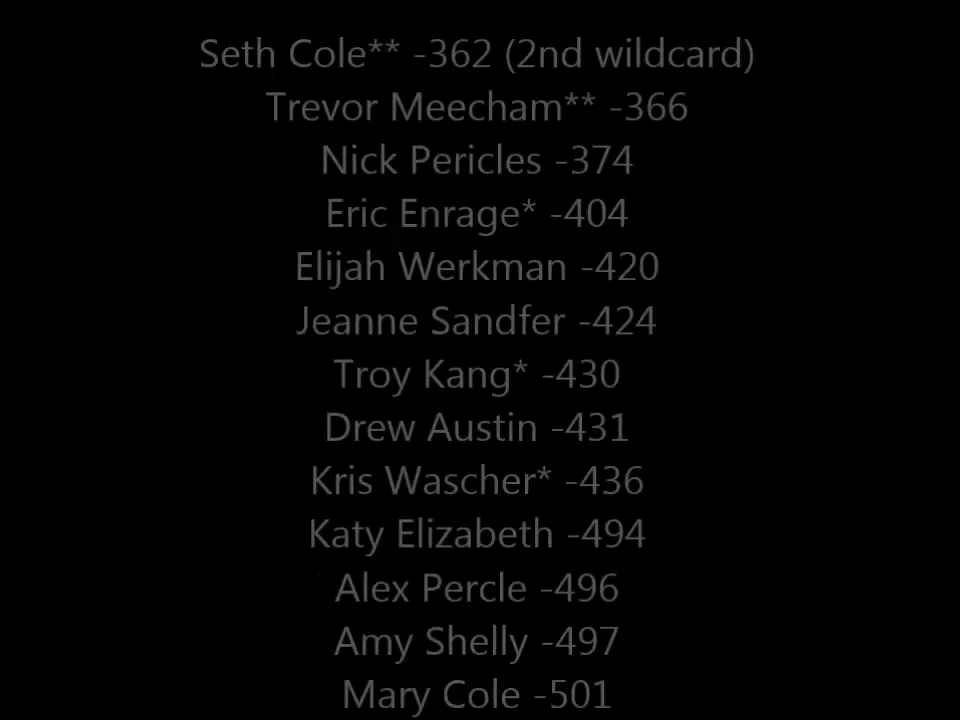 Seth Cole** -362 (2nd wildcard)
Trevor Meecham** -366
Nick Pericles -374
Eric Enrage* -404
Elijah Werkman -420
Jeanne Sandfer -424
Troy Kang* -430
Drew Austin -431
Kris Wascher* -436
Katy Elizabeth -494
Alex Percle -496
Amy Shelly -497
Mary Cole -501